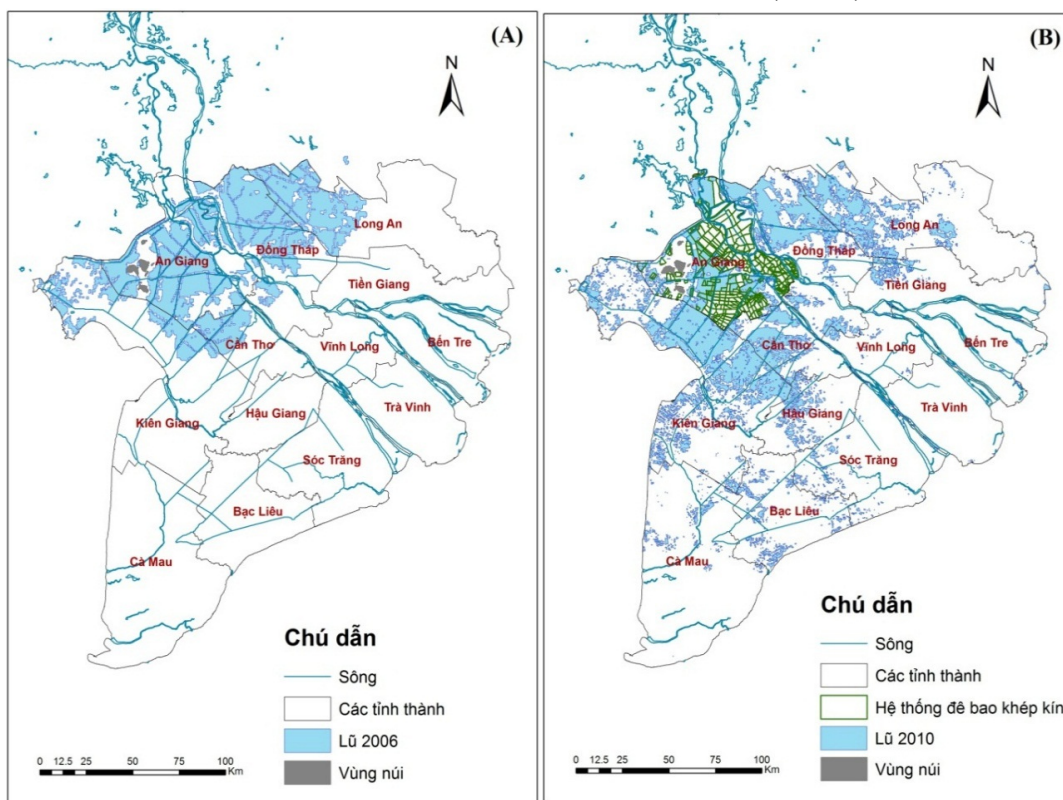 (A)
N
Long An
An Giang
Đồng Tháp
Tiền Giang
Cần Thơ
Vĩnh Long
Bến Tre
Kiên Giang
Hậu Giang
Trà Vinh
Sóc Trăng
Bạc Liêu
Cà Mau
Chú dẫn
Sông
Các tỉnh thành
Lũ 2006
Vùng núi
0 12.5 25 50 75 100
Km
(B)
N
Long An
An Giang
Đồng Tháp
Tiền Giang
Cần Thơ
Vĩnh Long
Bến Tre
Kiên Giang
Hậu Giang
Trà Vinh
Sóc Trăng
Bạc Liêu
Cà Mau
Chú dẫn
Sông
Các tỉnh thành
Hệ thống đê bao khép kín
Lũ 2010
Vùng núi
0 12.5 25 50 75 100
Km